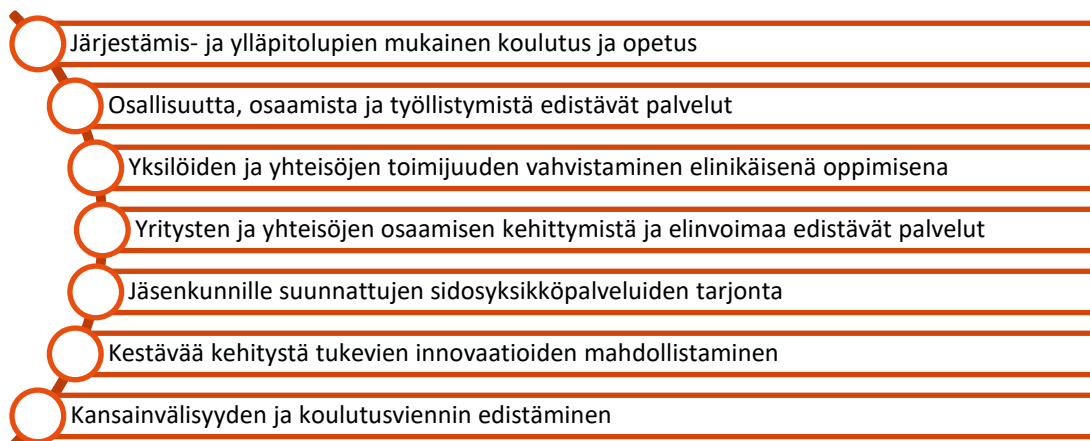 Järjestämis- ja ylläpitolupien mukainen koulutus ja opetus
Osallisuutta, osaamista ja työllistymistä edistävät palvelut
Yksilöiden ja yhteisöjen toimijuuden vahvistaminen elinikäisenä oppimisena
Yritysten ja yhteisöjen osaamisen kehittymistä ja elinvoimaa edistävät palvelut
Jäsenkunnille suunnattujen sidosyksikköpalveluiden tarjonta
Kestävää kehitystä tukevien innovaatioiden mahdollistaminen
Kansainvälisyyden ja koulutusviennin edistäminen